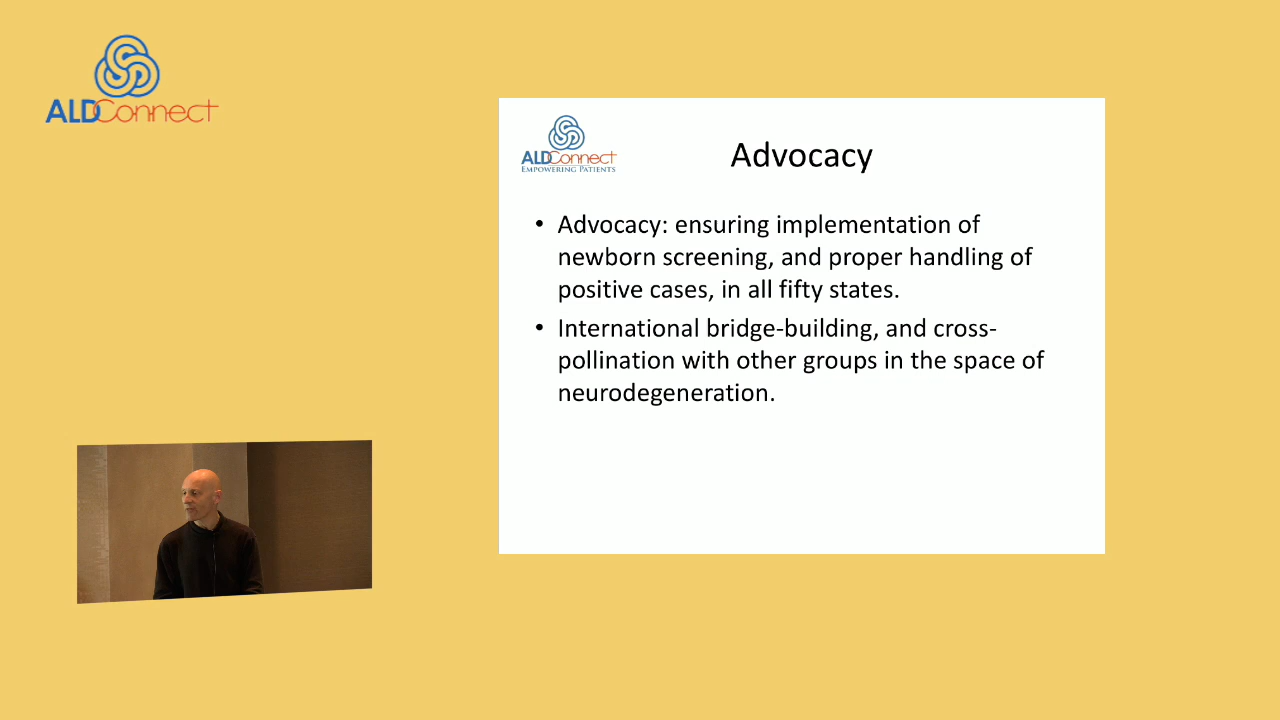 ALDConnect
ALDConnect
EMPOWERING PATIENTS
Advocacy
• Advocacy: ensuring implementation of
newborn screening, and proper handling of
positive cases, in all fifty states.
• International bridge-building, and cross-
pollination with other groups in the space of
neurodegeneration.